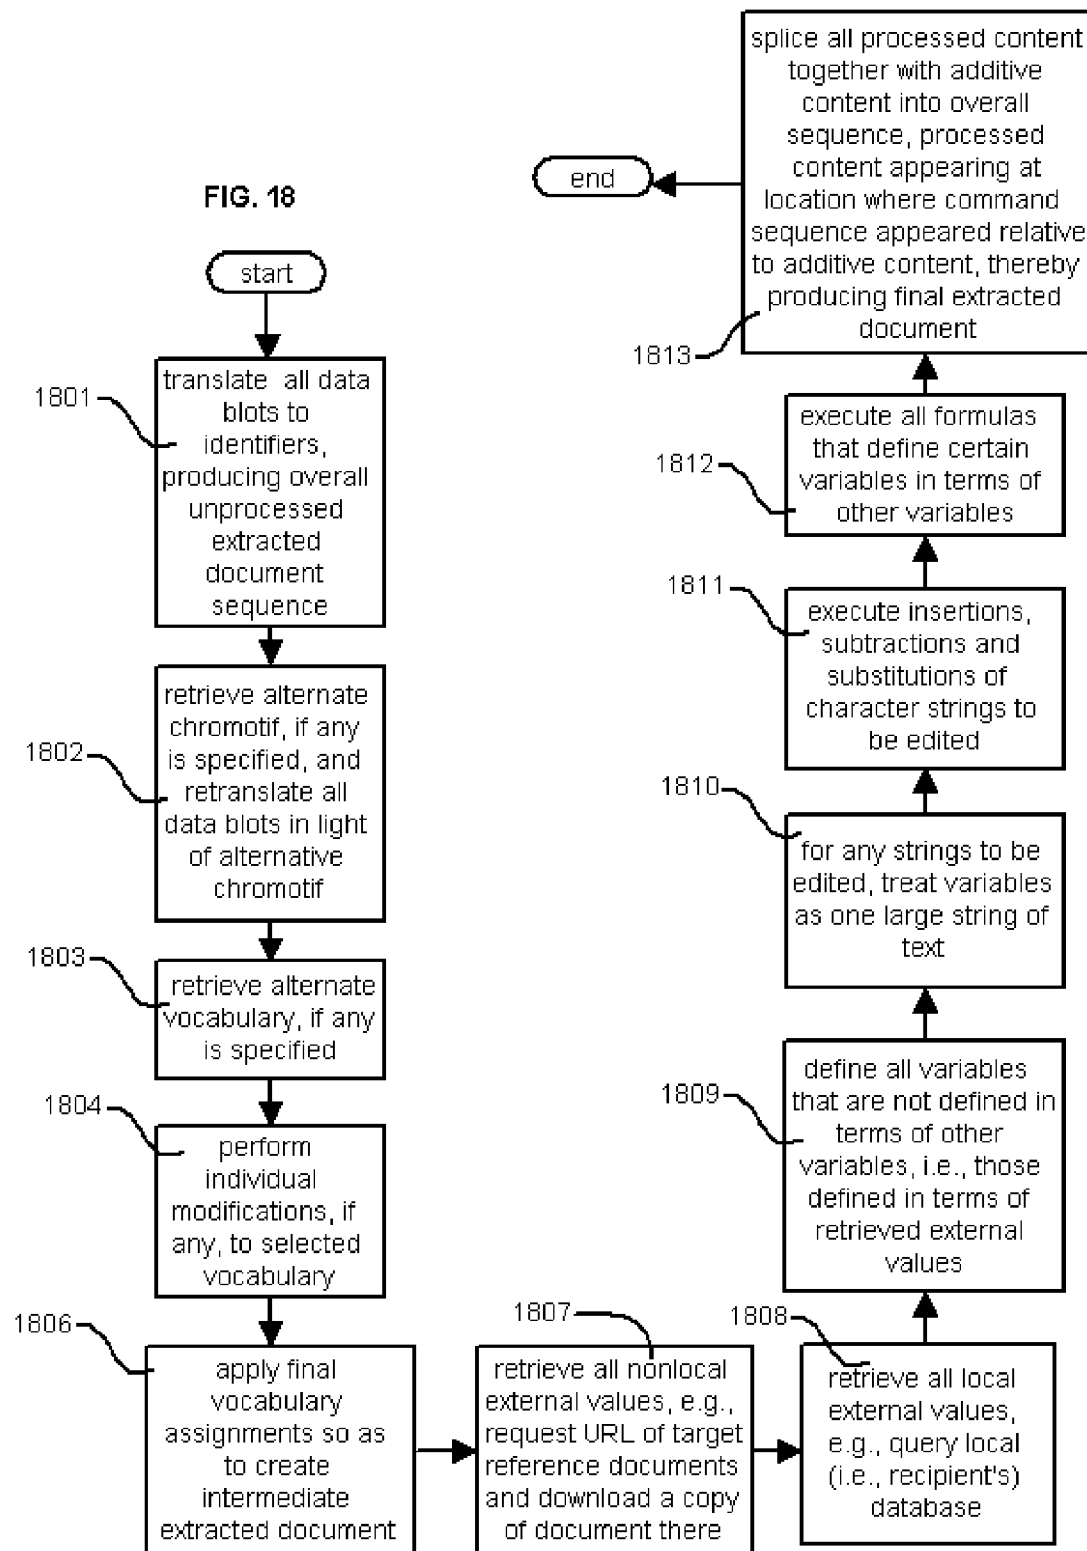 FIG. 18
start
1801
translate all data
blots to
identifiers,
producing overall
unprocessed
extracted
document
sequence
1802
retrieve alternate
chromotif, if any
is specified, and
retranslate all
data blots in light
of alternative
chromotif
1803
retrieve alternate
vocabulary, if any
is specified
1804
perform
individual
modifications, if
any, to selected
vocabulary
1806
apply final
vocabulary
assignments so as
to create
intermediate
extracted document
1807
retrieve all nonlocal
external values, e.g.,
request URL of target
reference documents
and download a copy
of document there
1808
retrieve all local
external values,
e.g., query local
(i.e., recipient's)
database
1809
define all variables
that are not defined in
terms of other
variables, i.e., those
defined in terms of
retrieved external
values
1810
for any strings to be
edited, treat variables
as one large string of
text
1811
execute insertions,
subtractions and
substitutions of
character strings to
be edited
1812
execute all formulas
that define certain
variables in terms of
other variables
1813
splice all processed content
together with additive
content into overall
sequence, processed
content appearing at
location where command
sequence appeared relative
to additive content, thereby
producing final extracted
document
end